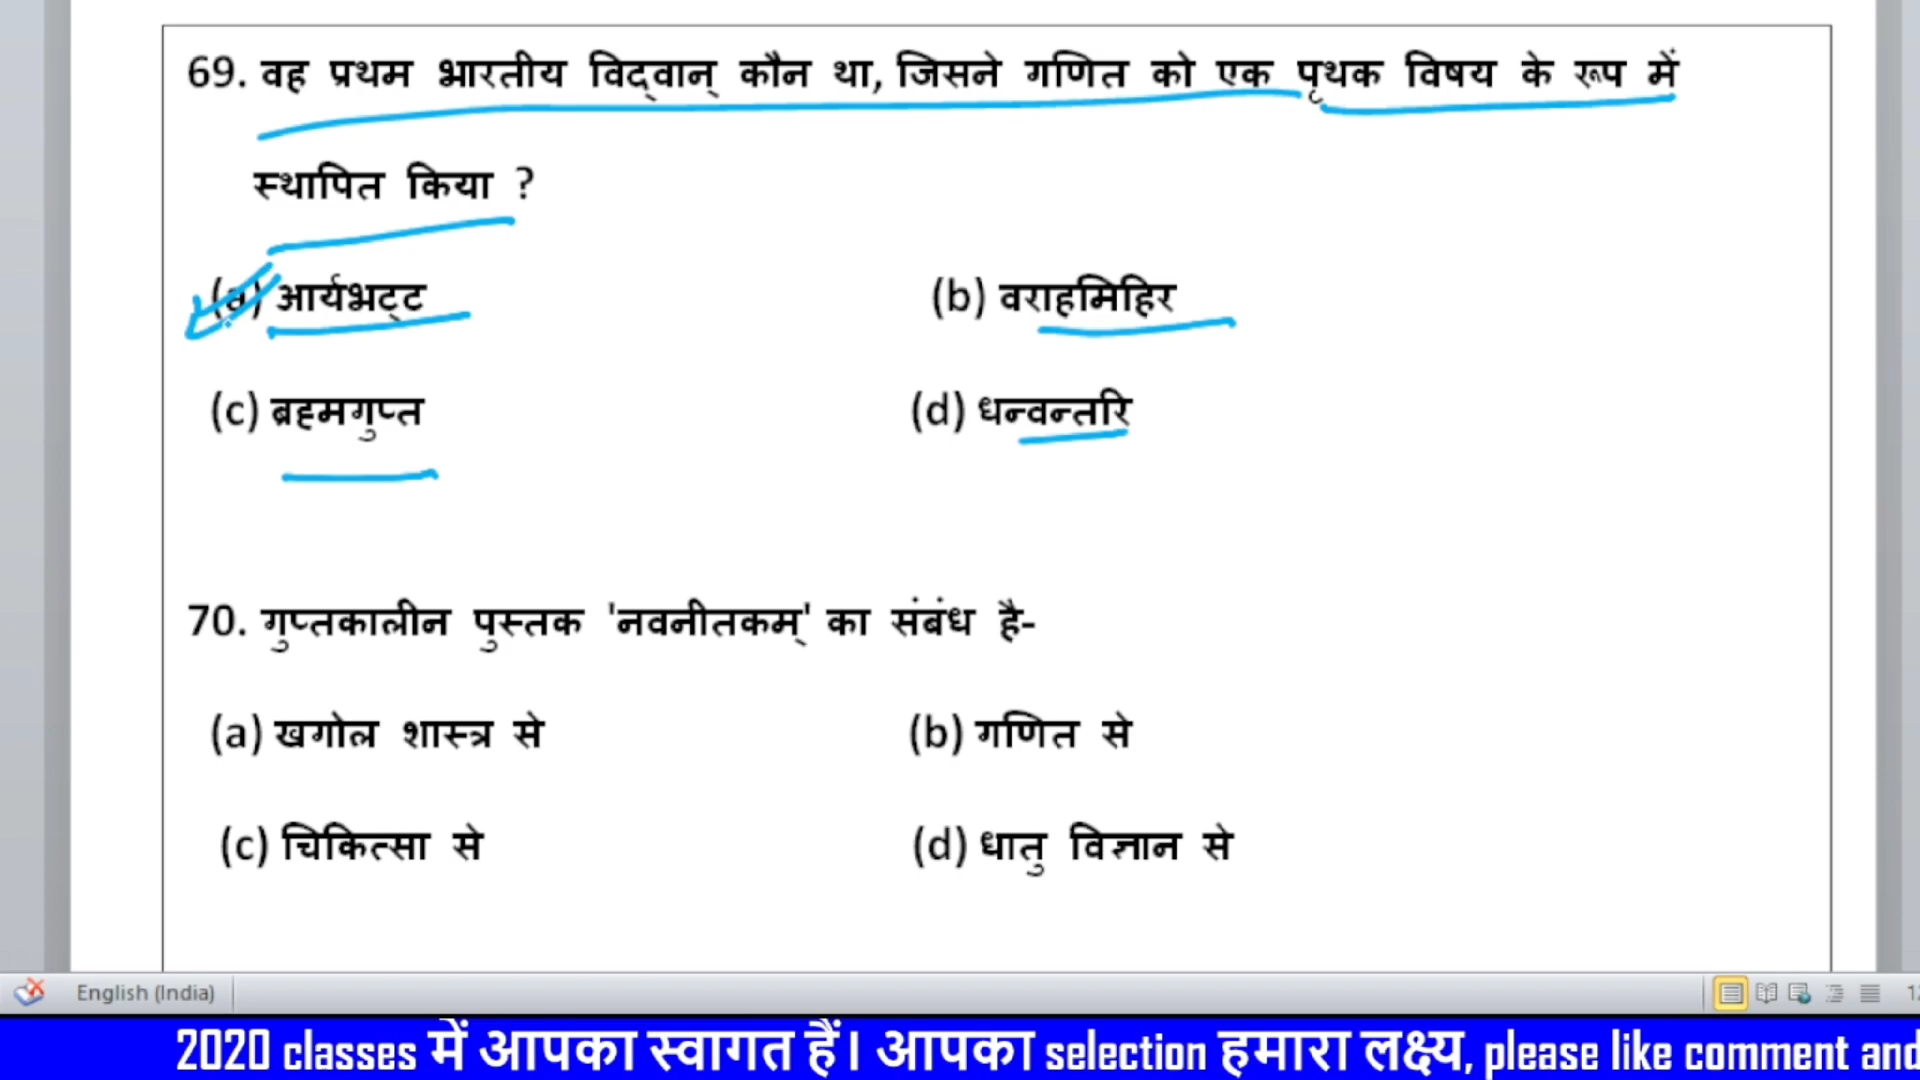 69. वह प्रथम भारतीय विद्वान् कौन था, जिसने गणित को एक पृथक विषय के रूप में
स्थापित किया ?
(a) आर्यभट्ट (b) वराहमिहिर
(c) ब्रह्मगुप्त (d) धन्वन्तरि
70. गुप्तकालीन पुस्तक 'नवनीतकम्' का संबंध है-
(a) खगोल शास्त्र से (b) गणित से
(c) चिकित्सा से (d) धातु विज्ञान से
English (India)
2020 classes में आपका स्वागत हैं। आपका selection हमारा लक्ष्य, please like comment and